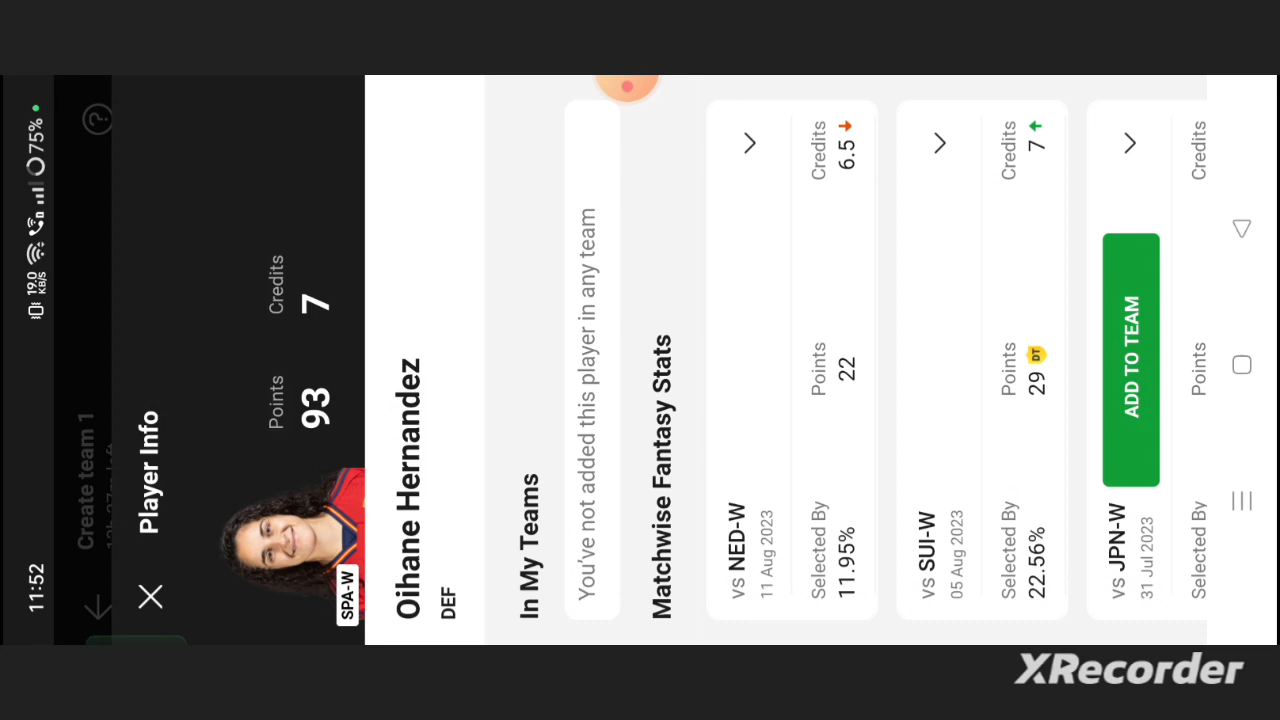 11:52
19.0
KB/S
75%
Create team 1
Player Info
SPA-W
Points
93
Credits
7
Oihane Hernandez
DEF
In My Teams
You've not added this player in any team
Matchwise Fantasy Stats
vs NED-W
11 Aug 2023
Selected By
11.95%
Points
22
Credits
6.5
vs SUI-W
05 Aug 2023
Selected By
22.56%
Points
29 DT
Credits
7
vs JPN-W
31 Jul 2023
ADD TO TEAM
Selected By
Points
Credits
XRecorder